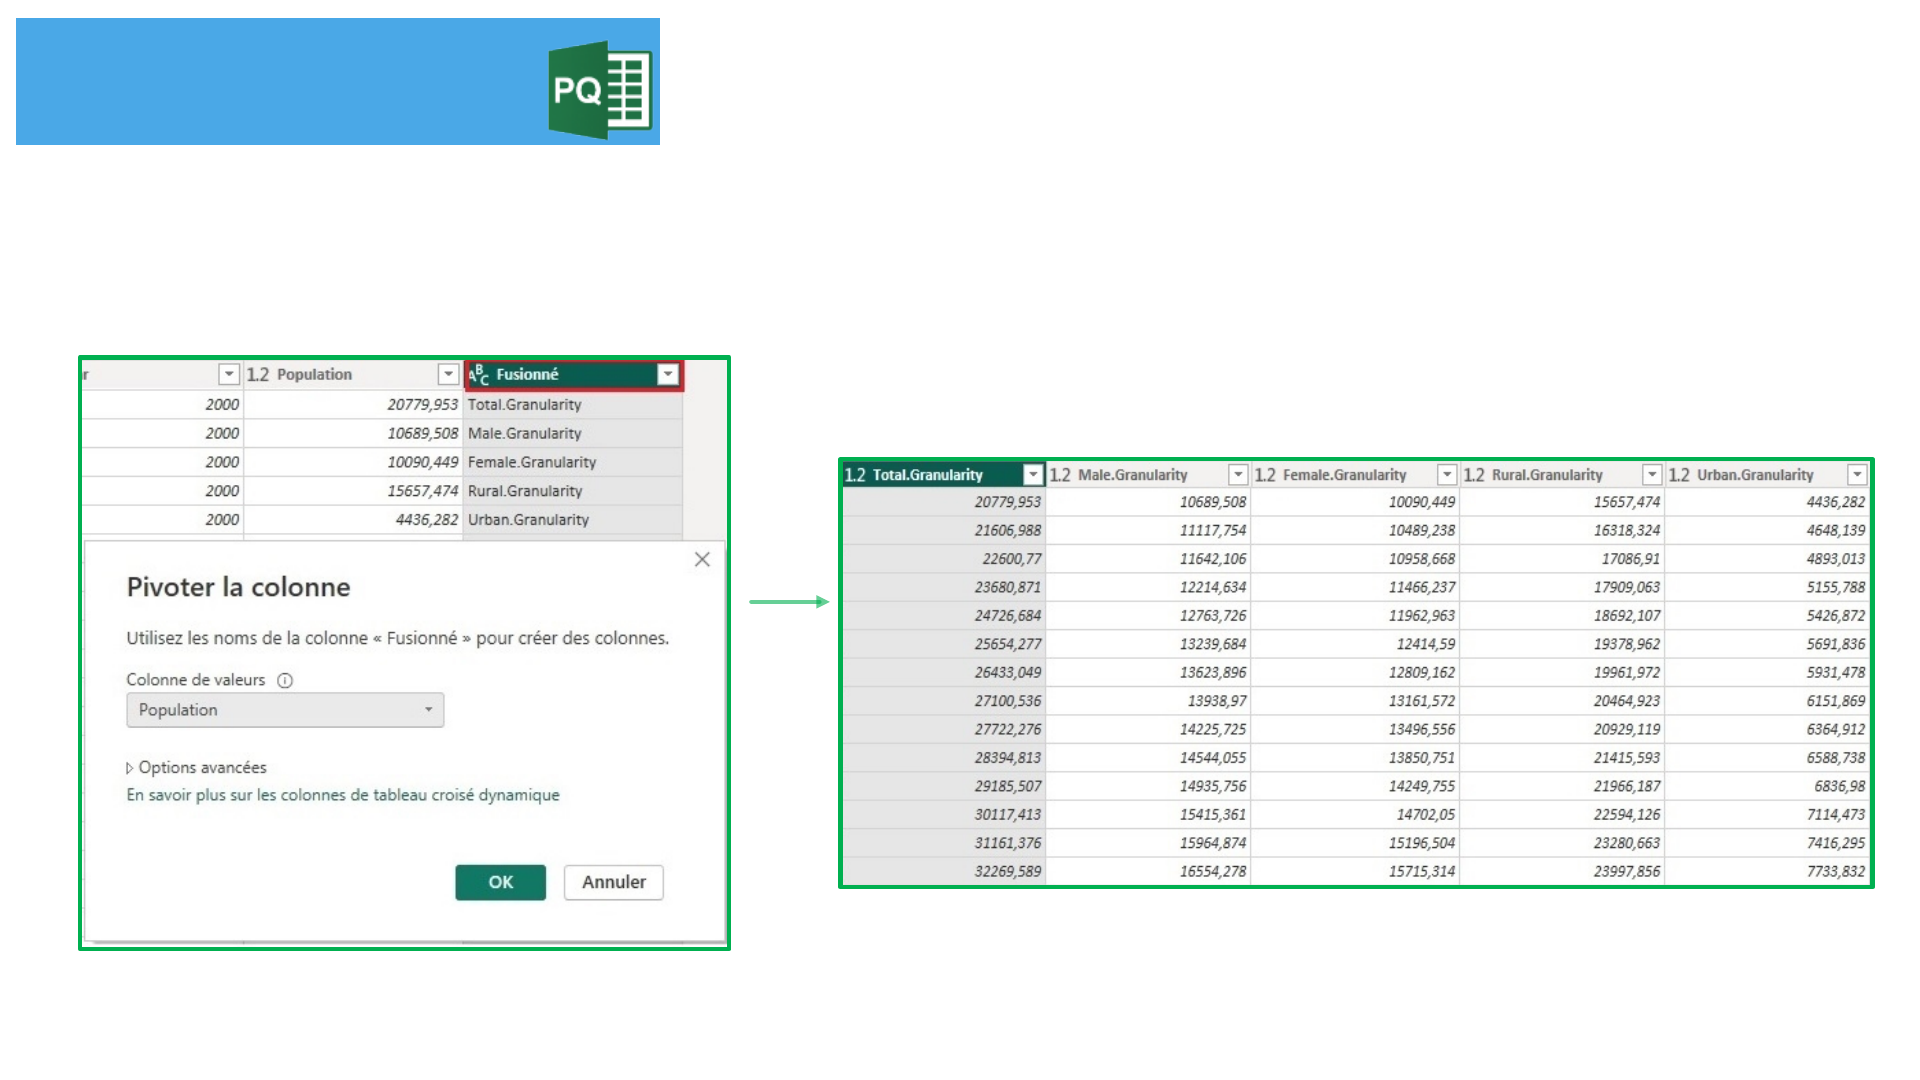 PQ
r 1.2 Population ABC Fusionné
2000 20779,953 Total.Granularity
2000 10689,508 Male.Granularity
2000 10090,449 Female.Granularity
2000 15657,474 Rural.Granularity
2000 4436,282 Urban.Granularity
Pivoter la colonne
Utilisez les noms de la colonne « Fusionné » pour créer des colonnes.
Colonne de valeurs
Population
Options avancées
En savoir plus sur les colonnes de tableau croisé dynamique
OK Annuler
1.2 Total.Granularity 1.2 Male.Granularity 1.2 Female.Granularity 1.2 Rural.Granularity 1.2 Urban.Granularity
20779,953 10689,508 10090,449 15657,474 4436,282
21606,988 11117,754 10489,238 16318,324 4648,139
22600,77 11642,106 10958,668 17086,91 4893,013
23680,871 12214,634 11466,237 17909,063 5155,788
24726,684 12763,726 11962,963 18692,107 5426,872
25654,277 13239,684 12414,59 19378,962 5691,836
26433,049 13623,896 12809,162 19961,972 5931,478
27100,536 13938,97 13161,572 20464,923 6151,869
27722,276 14225,725 13496,556 20929,119 6364,912
28394,813 14544,055 13850,751 21415,593 6588,738
29185,507 14935,756 14249,755 21966,187 6836,98
30117,413 15415,361 14702,05 22594,126 7114,473
31161,376 15964,874 15196,504 23280,663 7416,295
32269,589 16554,278 15715,314 23997,856 7733,832